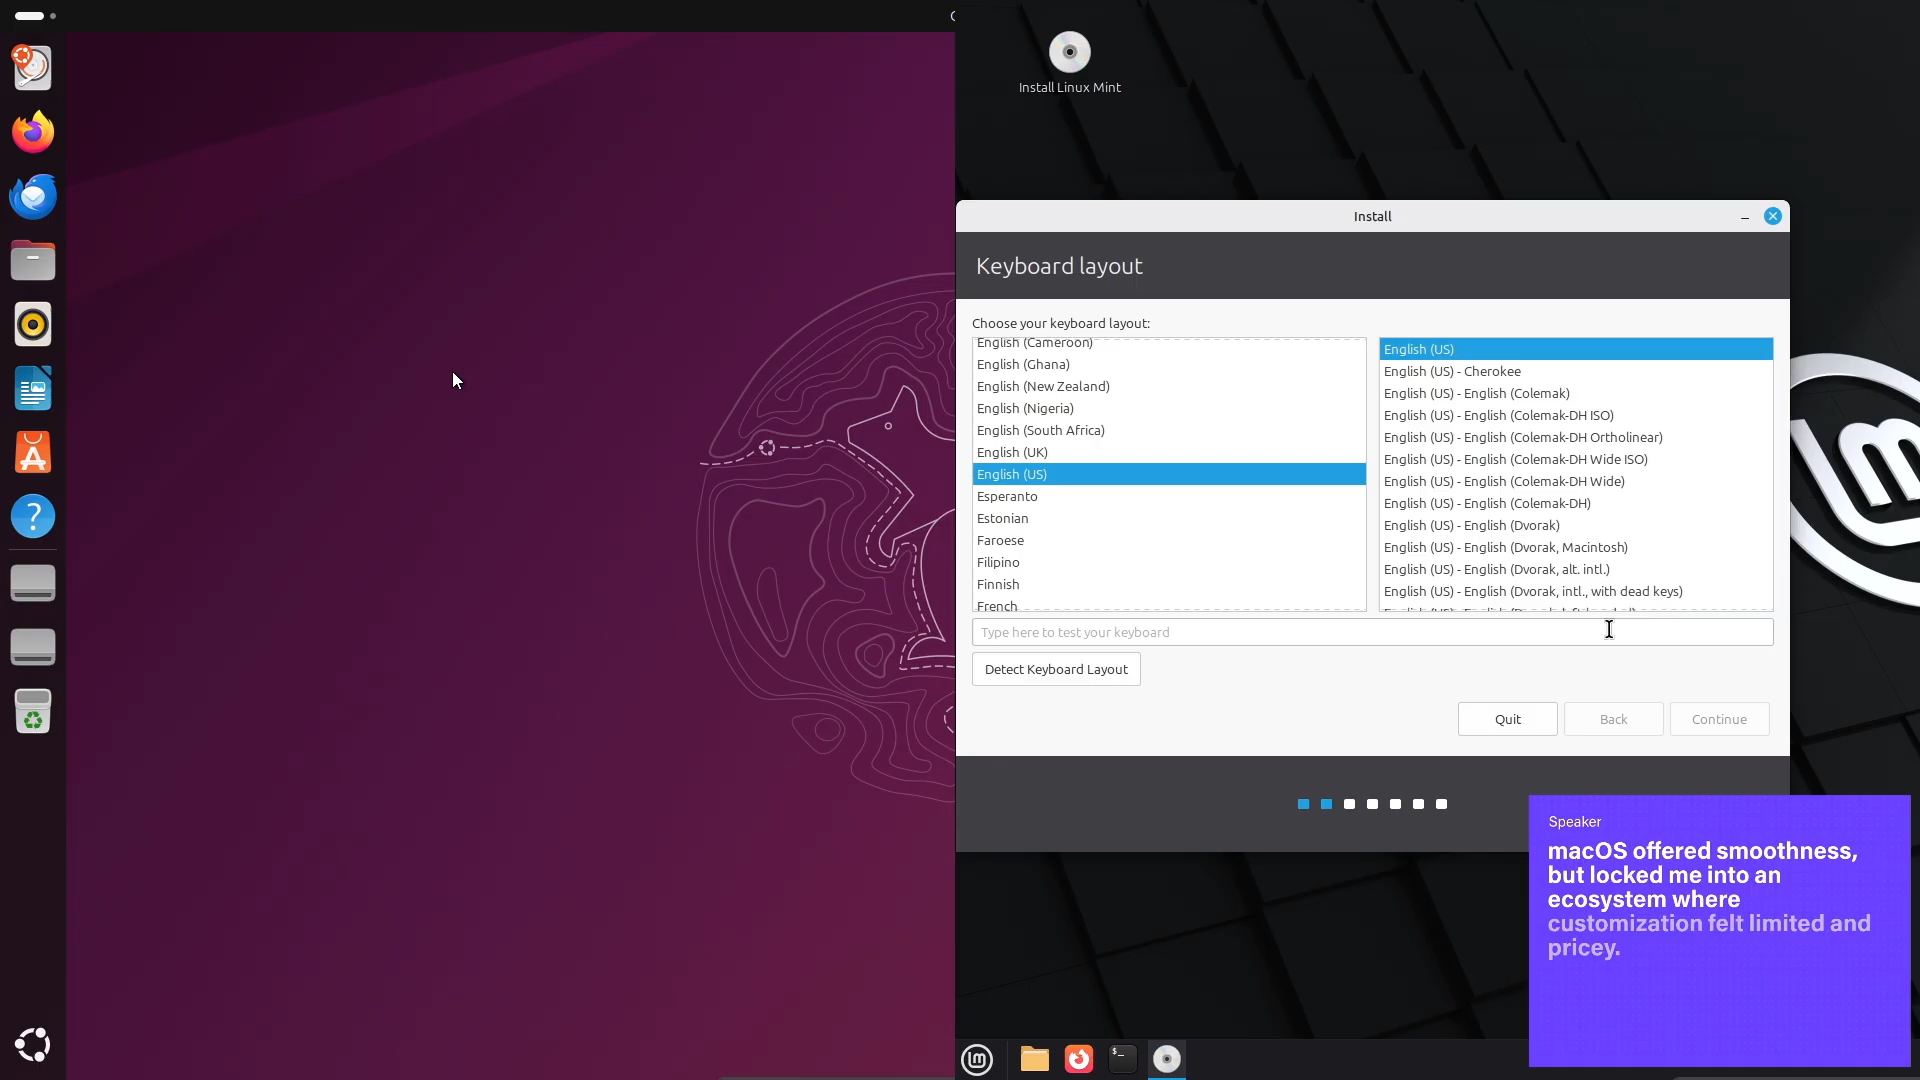 Install Linux Mint
Install
Keyboard layout
Choose your keyboard layout:
English (Cameroon)
English (Ghana)
English (New Zealand)
English (Nigeria)
English (South Africa)
English (UK)
English (US)
Esperanto
Estonian
Faroese
Filipino
Finnish
French
English (US)
English (US) - Cherokee
English (US) - English (Colemak)
English (US) - English (Colemak-DH ISO)
English (US) - English (Colemak-DH Ortholinear)
English (US) - English (Colemak-DH Wide ISO)
English (US) - English (Colemak-DH Wide)
English (US) - English (Colemak-DH)
English (US) - English (Dvorak)
English (US) - English (Dvorak, Macintosh)
English (US) - English (Dvorak, alt. intl.)
English (US) - English (Dvorak, intl., with dead keys)
Type here to test your keyboard
Detect Keyboard Layout
Quit
Back
Continue
Speaker
macOS offered smoothness,
but locked me into an
ecosystem where
customization felt limited and
pricey.